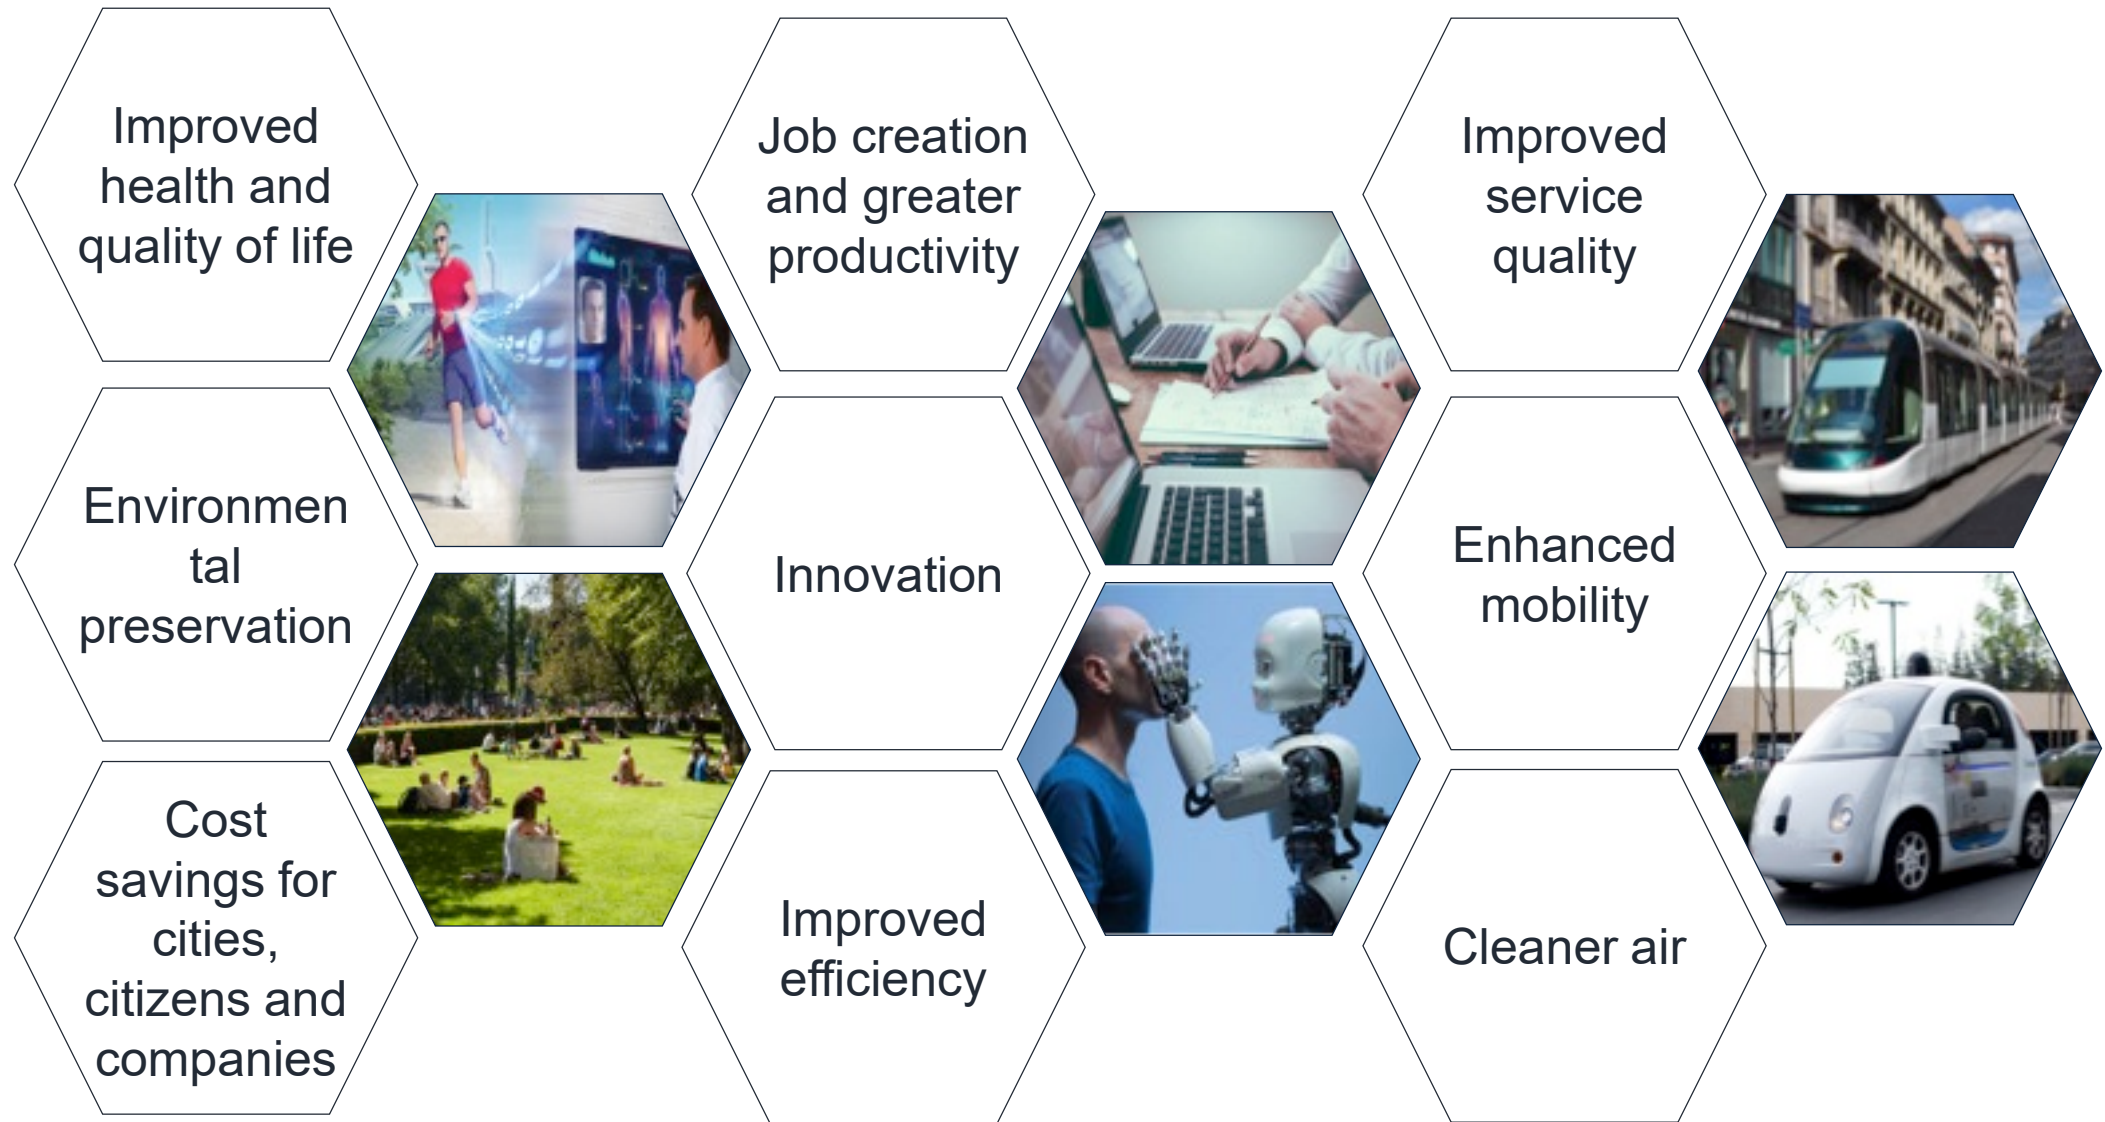 Improved
health and
quality of life
Environmen
tal
preservation
Cost
savings for
cities,
citizens and
companies
Job creation
and greater
productivity
Innovation
Improved
efficiency
Improved
service
quality
Enhanced
mobility
Cleaner air